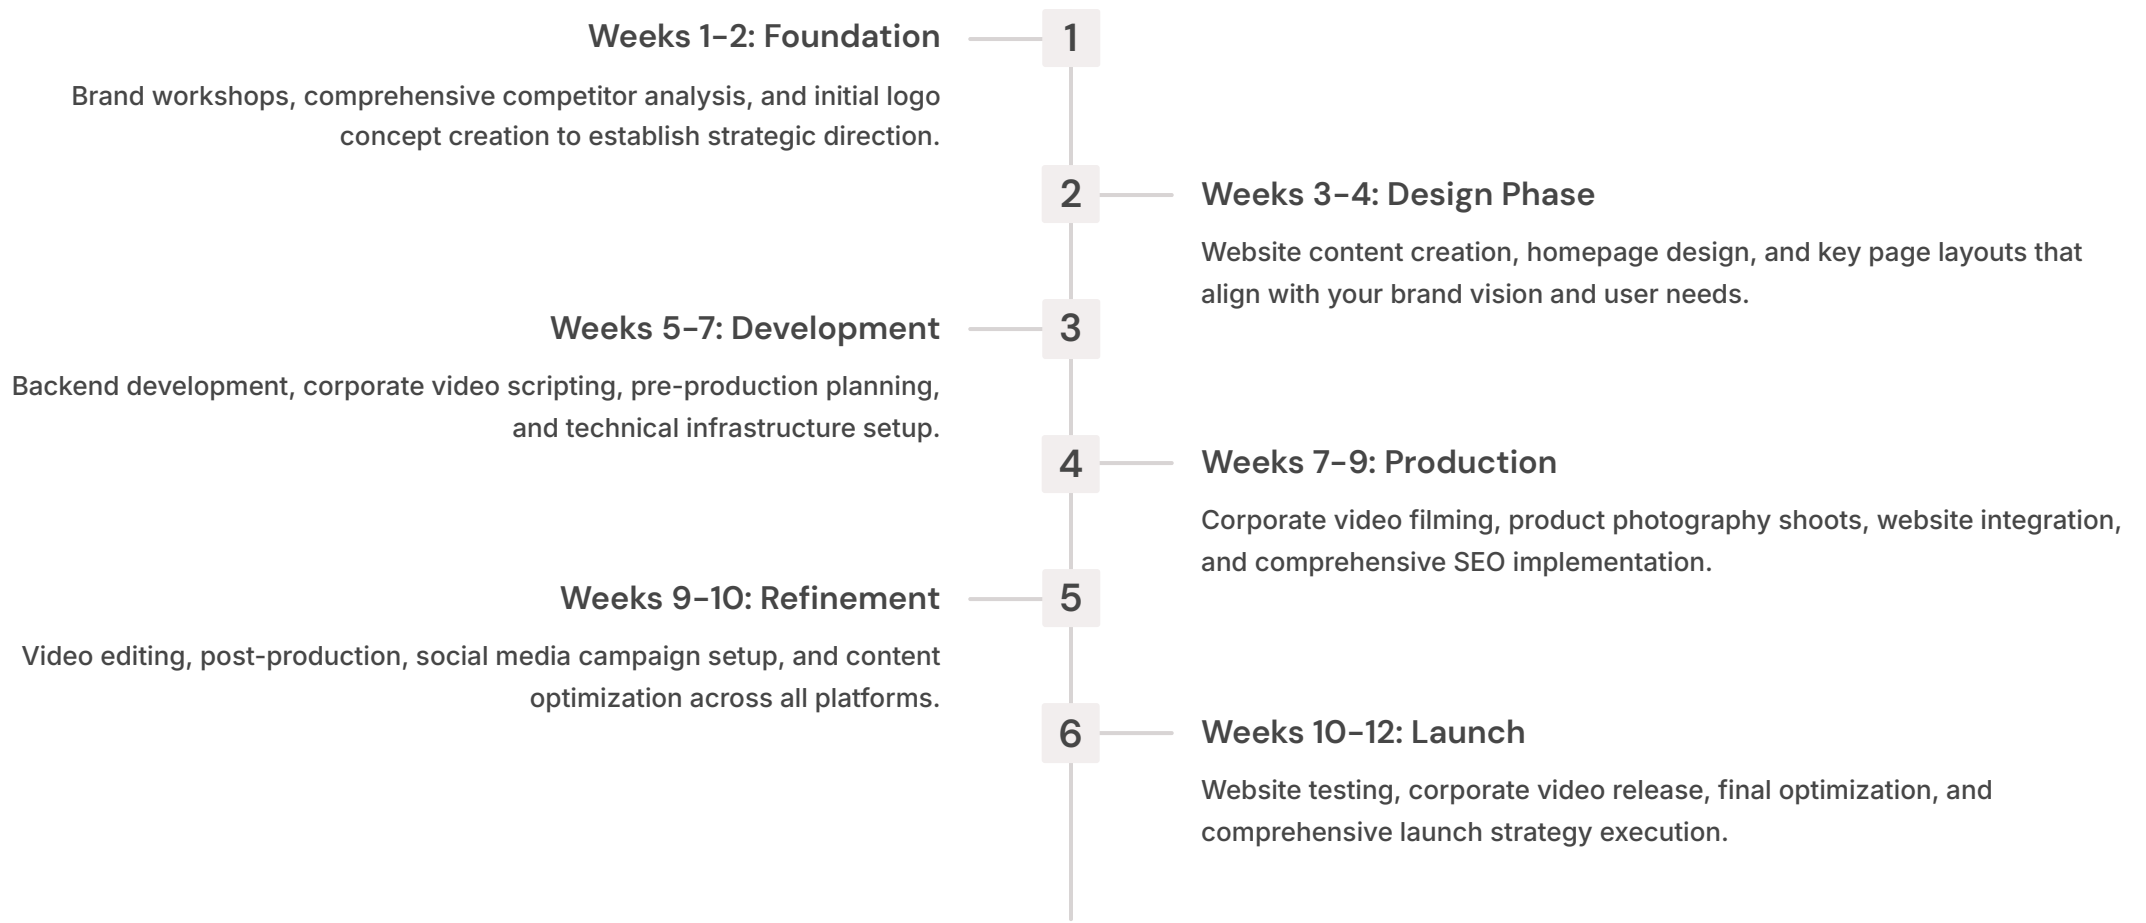 Weeks 1–2: Foundation
1
Brand workshops, comprehensive competitor analysis, and initial logo
concept creation to establish strategic direction.
2
Weeks 3–4: Design Phase
Website content creation, homepage design, and key page layouts that
align with your brand vision and user needs.
Weeks 5–7: Development
3
Backend development, corporate video scripting, pre-production planning,
and technical infrastructure setup.
4
Weeks 7–9: Production
Corporate video filming, product photography shoots, website integration,
and comprehensive SEO implementation.
Weeks 9–10: Refinement
5
Video editing, post-production, social media campaign setup, and content
optimization across all platforms.
6
Weeks 10–12: Launch
Website testing, corporate video release, final optimization, and
comprehensive launch strategy execution.